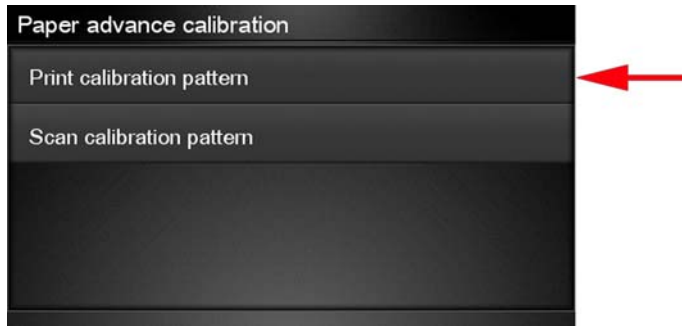 Paper advance calibration
Print calibration pattern
Scan calibration pattern